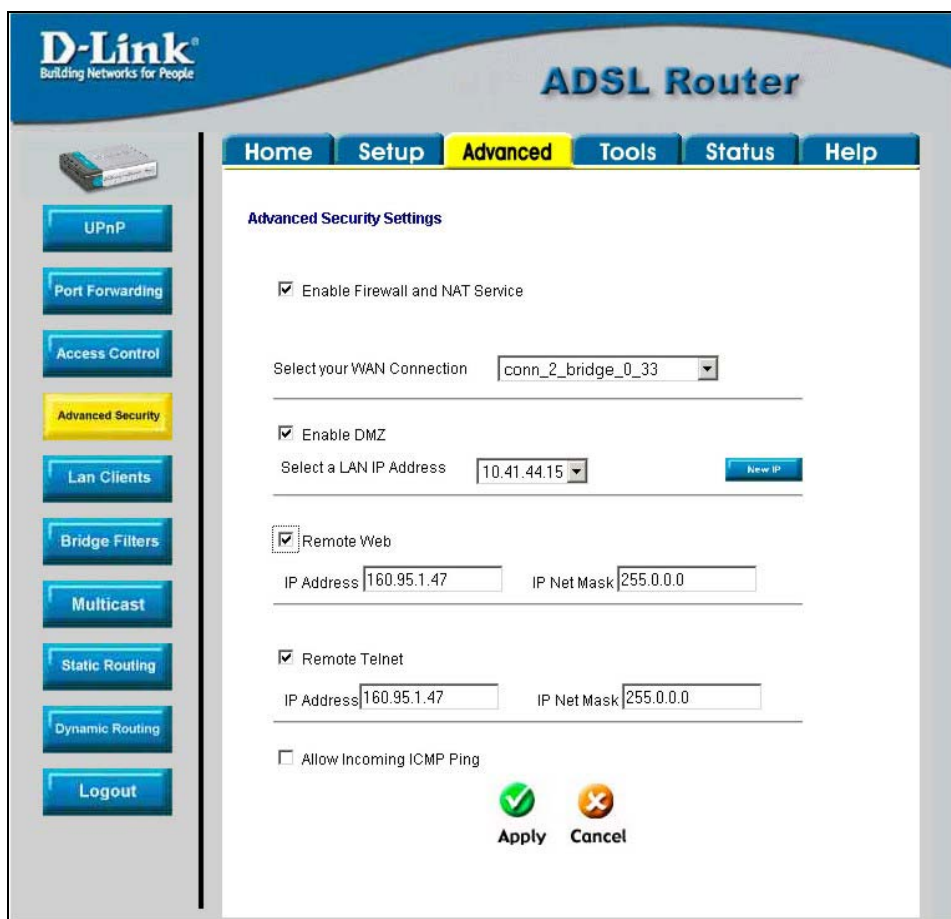 D-Link®
Building Networks for People
ADSL Router
Home Setup Advanced Tools Status Help
UPnP
Port Forwarding
Access Control
Advanced Security
Lan Clients
Bridge Filters
Multicast
Static Routing
Dynamic Routing
Logout
Advanced Security Settings
Enable Firewall and NAT Service
Select your WAN Connection conn_2_bridge_0_33
Enable DMZ
Select a LAN IP Address 10.41.44.15 New IP
Remote Web
IP Address 160.95.1.47 IP Net Mask 255.0.0.0
Remote Telnet
IP Address 160.95.1.47 IP Net Mask 255.0.0.0
Allow Incoming ICMP Ping
Apply Cancel